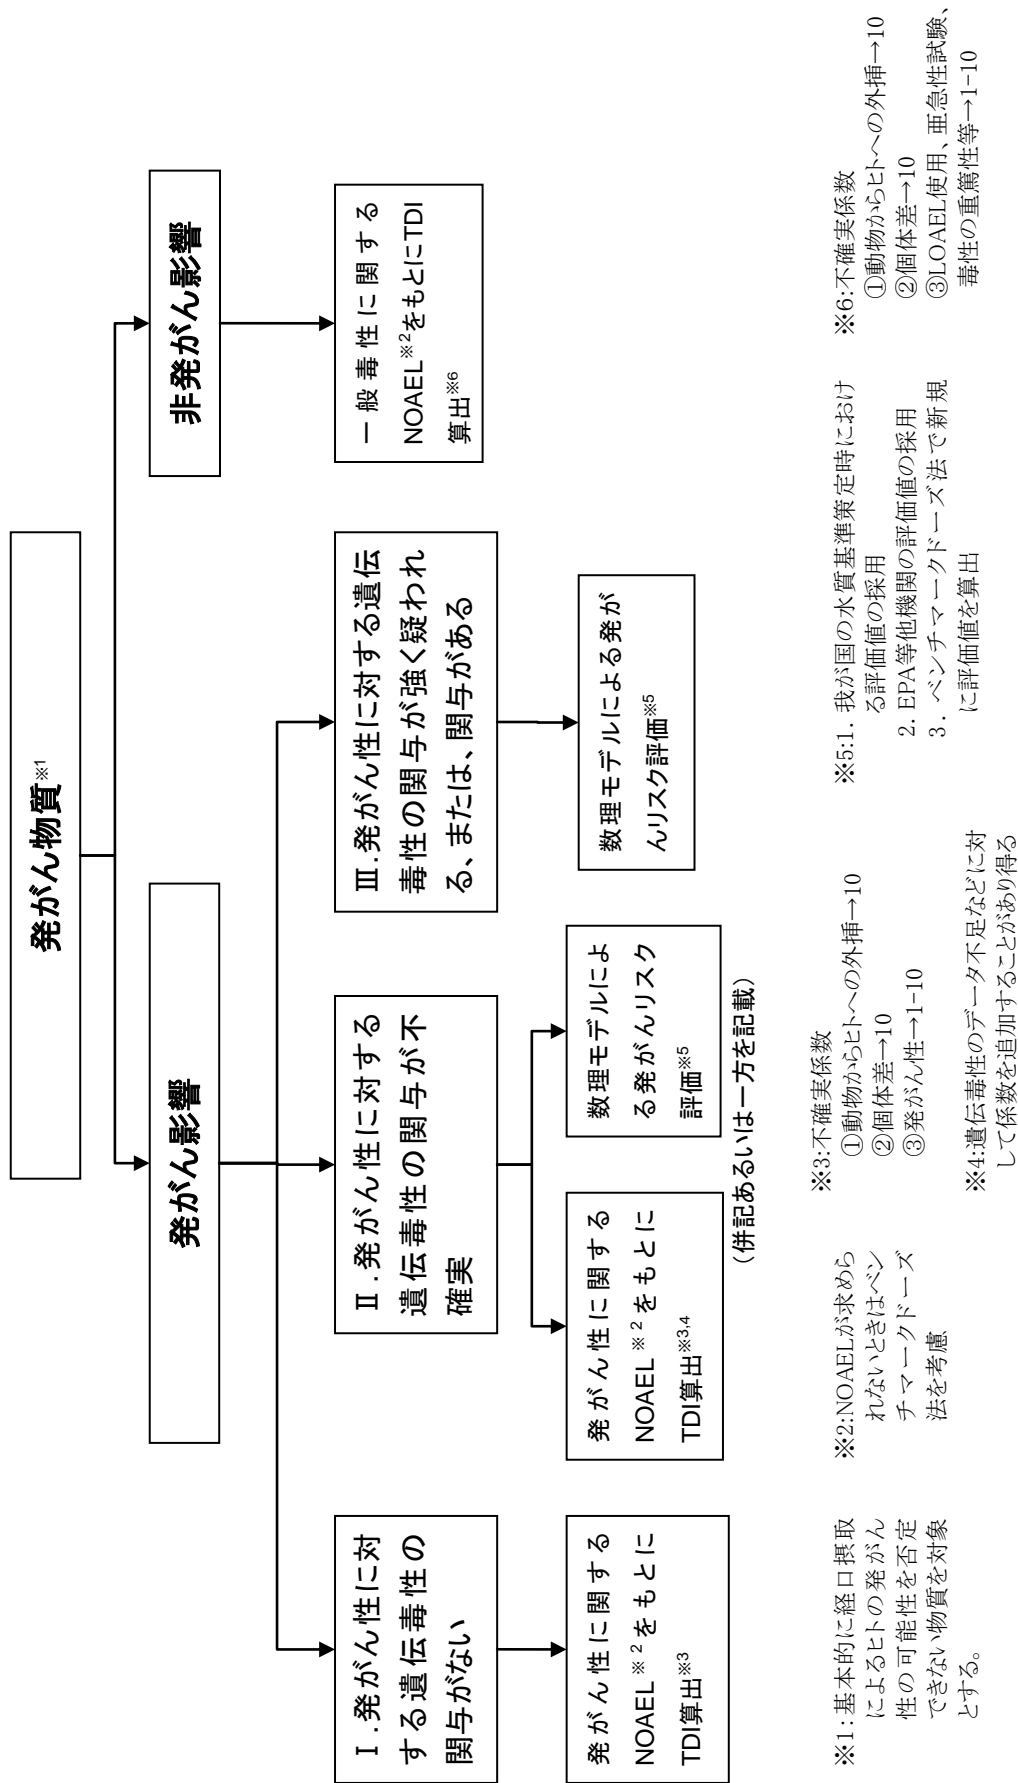 発がん物質※1
発がん影響
非発がん影響
Ⅰ.発がん性に対
する遺伝毒性の
関与がない
Ⅱ.発がん性に対する
遺伝毒性の関与が不
確実
Ⅲ.発がん性に対する遺伝
毒性の関与が強く疑われ
る、または、関与がある
一般毒性に関する
NOAEL※2をもとにTDI
算出※6
発がん性に関する
NOAEL※2をもとに
TDI算出※3
発がん性に関する
NOAEL※2をもとに
TDI算出※3,4
数理モデルによ
る発がんリスク
評価※5
(併記あるいは一方を記載)
数理モデルによる発が
んリスク評価※5
※1:基本的に経口摂取
によるヒトの発がん
性の可能性を否定
できない物質を対象
とする。
※2:NOAELが求めら
れないときはベン
チマークドーズ
法を考慮
※3:不確実係数
①動物からヒトへの外挿→10
②個体差→10
③発がん性→1-10
※4:遺伝毒性のデータ不足などに対
して係数を追加することがあり得る
※5:1. 我が国の水質基準策定時におけ
る評価値の採用
2. EPA等他機関の評価値の採用
3. ベンチマークドーズ法で新規
に評価値を算出
※6:不確実係数
①動物からヒトへの外挿→10
②個体差→10
③LOAEL使用、亜急性試験、
毒性の重篤性等→1-10